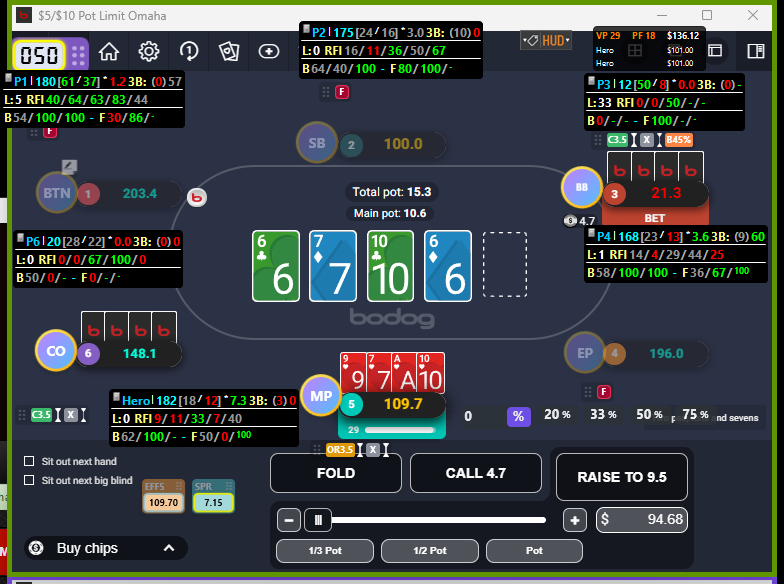 $5/$10 Pot Limit Omaha
050
HUD
VP 29 PF 18 $136.12
Hero $101.00
Hero $101.00
P2 | 175 [24 / 16] * 3.0 3B: (10) 0
L:0 RFI 16/ 11/ 36/ 50/ 67
B 64/ 40/ 100 - F 80/ 100/ -
F
P1 | 180 [61 / 37] * 1.2 3B: (0) 57
L:5 RFI 40/ 64/ 63/ 83/ 44
B 54/ 100/ 100 - F 30/ 86/ -
F
P3 | 12 [50 / 8] * 0.0 3B: (0) -
L:33 RFI 0/ 0/ 50/ -/ -
B 0/ -/ - - F 100/ -/ -
C3.5 X B45%
SB 2 100.0
BTN 1 203.4
b
Total pot: 15.3
Main pot: 10.6
BB 3 21.3
BET
4.7
P6 | 20 [28 / 22] * 0.0 3B: (0) 0
L:0 RFI 0/ 0/ 67/ 100/ 0
B 50/ 0/ - - F 0/ -/ -
P4 | 168 [23 / 13] * 3.6 3B: (9) 60
L:1 RFI 14/ 4/ 29/ 44/ 25
B 58/ 100/ 100 - F 36/ 67/ 100
6 6 7 7 10 10 6 6
bodog
CO 6 148.1
EP 4 196.0
9 9 7 7 A A 10 10
MP 5 109.7
29
F
Hero | 182 [18 / 12] * 7.3 3B: (3) 0
L:0 RFI 9/ 11/ 33/ 7/ 40
B 62/ 100/ - - F 50/ 0/ 100
C3.5 X
0 % 20 % 33 % 50 % 75 % nd sevens
OR3.5 X
Sit out next hand
Sit out next big blind
EFFS 109.70
SPR 7.15
FOLD
CALL 4.7
RAISE TO 9.5
$ 94.68
Buy chips
1/3 Pot
1/2 Pot
Pot